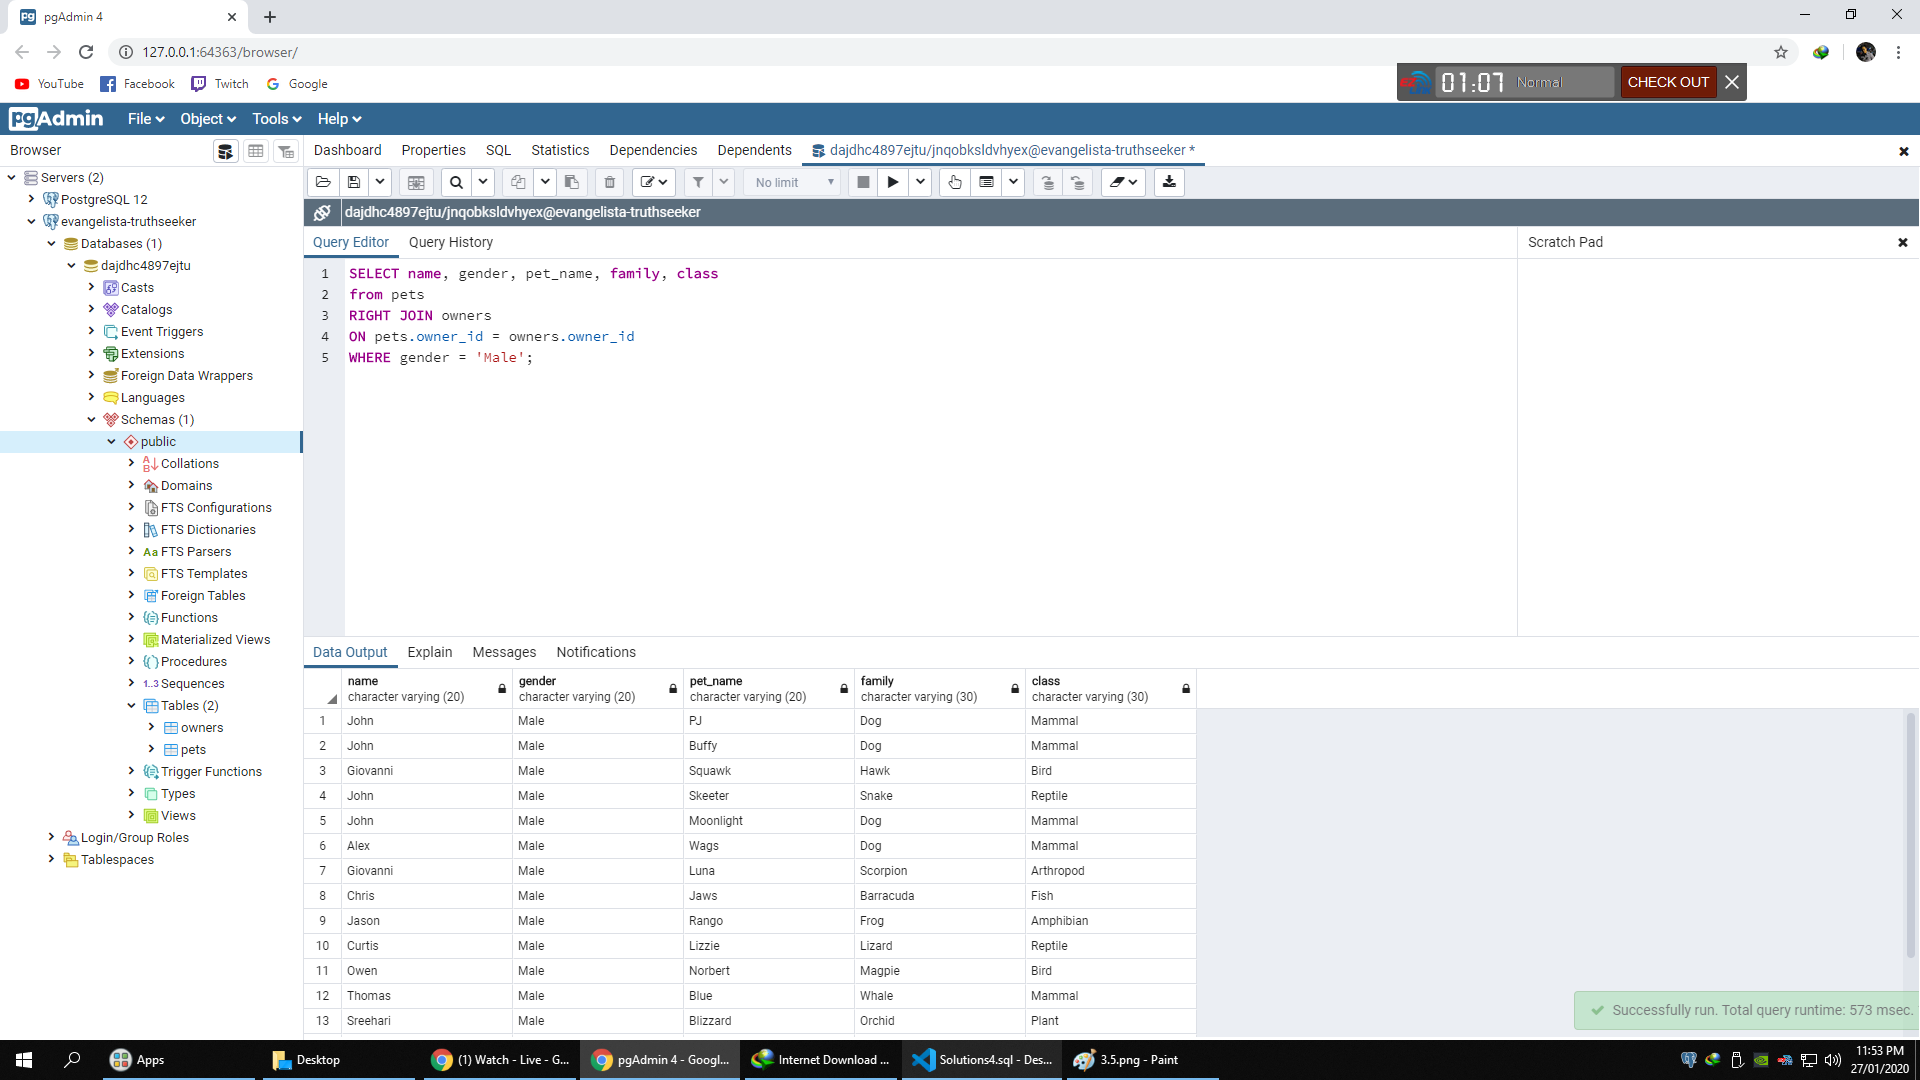 pgAdmin 4
127.0.0.1:64363/browser/
YouTube Facebook Twitch Google
01:07 Normal CHECK OUT
pgAdmin File Object Tools Help
Browser
Dashboard Properties SQL Statistics Dependencies Dependents dajdhc4897ejtu/jnqobksldvhyex@evangelista-truthseeker *
No limit
dajdhc4897ejtu/jnqobksldvhyex@evangelista-truthseeker
Servers (2)
PostgreSQL 12
evangelista-truthseeker
Databases (1)
dajdhc4897ejtu
Casts
Catalogs
Event Triggers
Extensions
Foreign Data Wrappers
Languages
Schemas (1)
public
Collations
Domains
FTS Configurations
FTS Dictionaries
Aa FTS Parsers
FTS Templates
Foreign Tables
Functions
Materialized Views
Procedures
1..3 Sequences
Tables (2)
owners
pets
Trigger Functions
Types
Views
Login/Group Roles
Tablespaces
Query Editor Query History
Scratch Pad
1 SELECT name, gender, pet_name, family, class
2 from pets
3 RIGHT JOIN owners
4 ON pets.owner_id = owners.owner_id
5 WHERE gender = 'Male';
Data Output Explain Messages Notifications
name gender pet_name family class
character varying (20) character varying (20) character varying (20) character varying (30) character varying (30)
1 John Male PJ Dog Mammal
2 John Male Buffy Dog Mammal
3 Giovanni Male Squawk Hawk Bird
4 John Male Skeeter Snake Reptile
5 John Male Moonlight Dog Mammal
6 Alex Male Wags Dog Mammal
7 Giovanni Male Luna Scorpion Arthropod
8 Chris Male Jaws Barracuda Fish
9 Jason Male Rango Frog Amphibian
10 Curtis Male Lizzie Lizard Reptile
11 Owen Male Norbert Magpie Bird
12 Thomas Male Blue Whale Mammal
13 Sreehari Male Blizzard Orchid Plant
Successfully run. Total query runtime: 573 msec.
Apps Desktop (1) Watch - Live - G... pgAdmin 4 - Googl... Internet Download ... Solutions4.sql - Des... 3.5.png - Paint
11:53 PM
27/01/2020